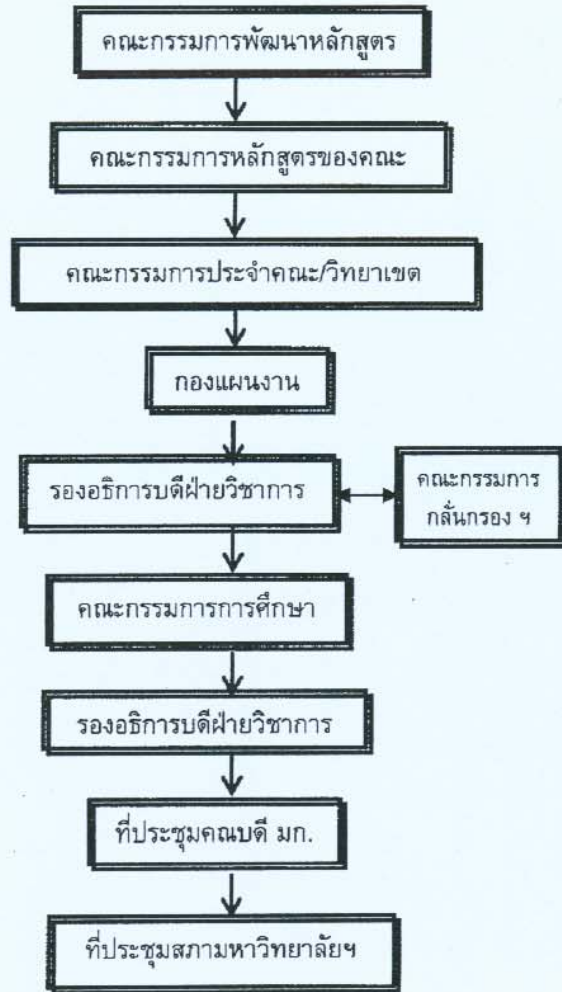 คณะกรรมการพัฒนาหลักสูตร
คณะกรรมการหลักสูตรของคณะ
คณะกรรมการประจำคณะ/วิทยาเขต
กองแผนงาน
รองอธิการบดีฝ่ายวิชาการ
คณะกรรมการ
กลั่นกรอง ฯ
คณะกรรมการการศึกษา
รองอธิการบดีฝ่ายวิชาการ
ที่ประชุมคณบดี มก.
ที่ประชุมสภามหาวิทยาลัยฯ